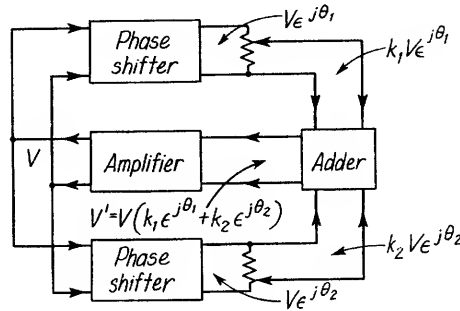 Phase
shifter
Vε^{jθ₁}
k₁Vε^{jθ₁}
V
Amplifier
Adder
V'=V(k₁ε^{jθ₁}+k₂ε^{jθ₂})
Phase
shifter
Vε^{jθ₂}
k₂Vε^{jθ₂}